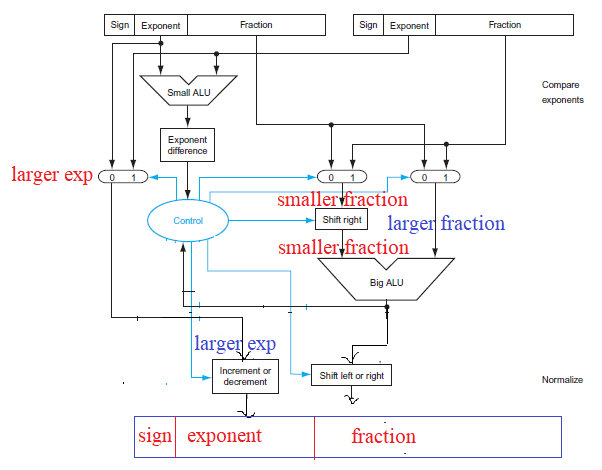 Sign Exponent Fraction Sign Exponent Fraction
Small ALU
Compare
exponents
Exponent
difference
larger exp 0 1 0 1 0 1
smaller fraction
Control Shift right larger fraction
smaller fraction
Big ALU
larger exp
Increment or
decrement
Shift left or right
Normalize
sign exponent fraction